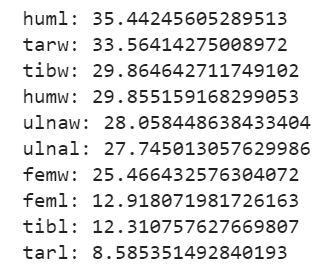 huml: 35.44245605289513
tarw: 33.56414275008972
tibw: 29.864642711749102
humw: 29.855159168299053
ulnaw: 28.058448638433404
ulnal: 27.745013057629986
femw: 25.466432576304072
feml: 12.918071981726163
tibl: 12.310757627669807
tarl: 8.585351492840193